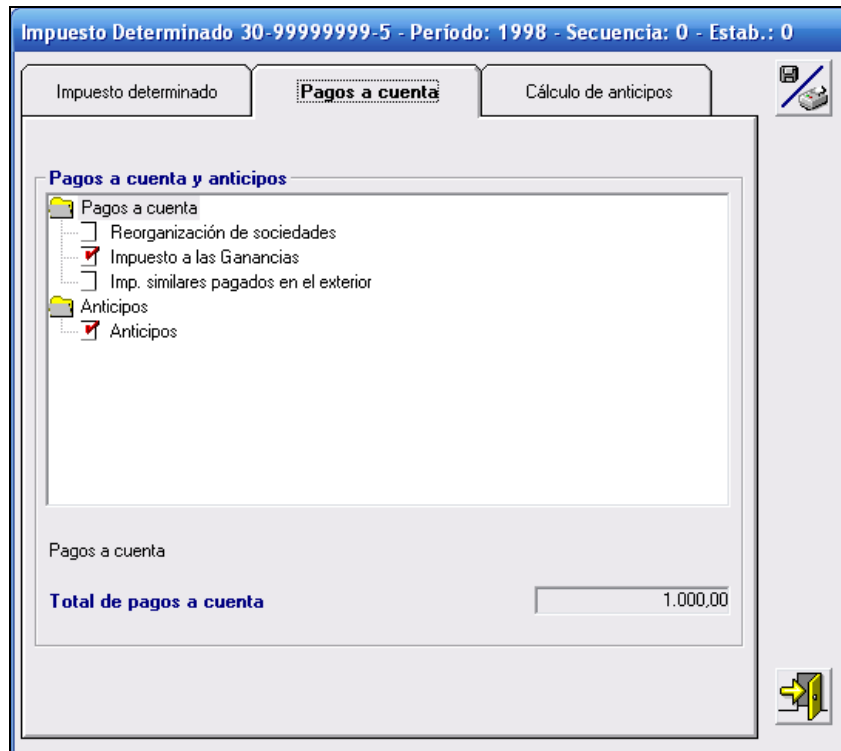 Impuesto Determinado 30-99999999-5 - Período: 1998 - Secuencia: 0 - Estab.: 0
Impuesto determinado
Pagos a cuenta
Cálculo de anticipos
Pagos a cuenta y anticipos
Pagos a cuenta
Reorganización de sociedades
Impuesto a las Ganancias
Imp. similares pagados en el exterior
Anticipos
Anticipos
Pagos a cuenta
Total de pagos a cuenta 1.000,00